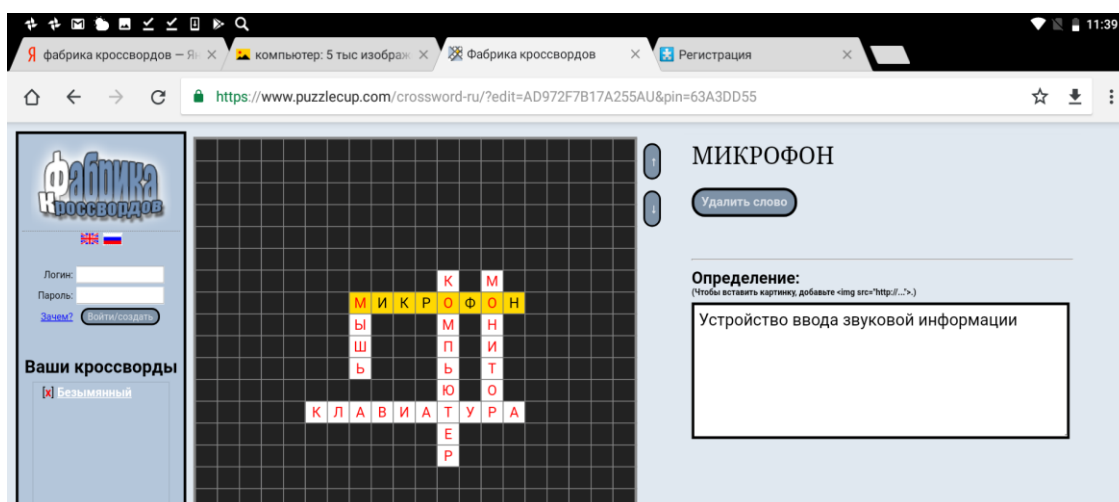 11:39
Я фабрика кроссвордов — Ян
компьютер: 5 тыс изображ
Фабрика кроссвордов
Регистрация
https://www.puzzlecup.com/crossword-ru/?edit=AD972F7B17A255AU&pin=63A3DD55
фабрика
кроссвордов
Логин:
Пароль:
Зачем? Войти/создать
Ваши кроссворды
[x] Безымянный
К М
МИКРОФОН
Ы М Н
Ш П И
Ь Ь Т
Ю О
КЛАВИАТУРА
Е
Р
↑
↓
МИКРОФОН
Удалить слово
Определение:
(Чтобы вставить картинку, добавьте <img src="http://...">.)
Устройство ввода звуковой информации